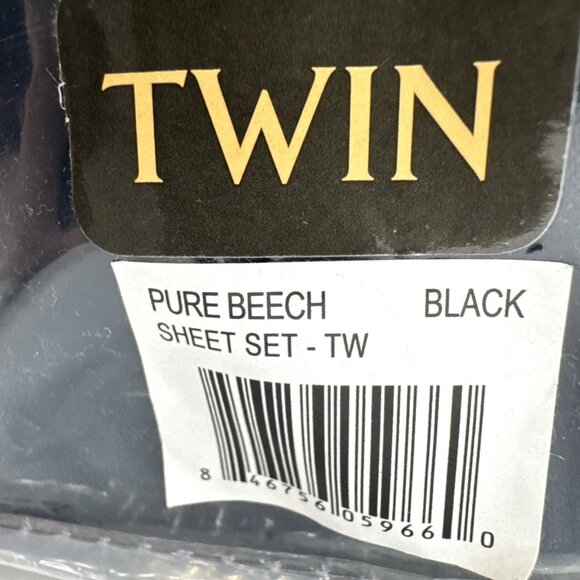 TWIN
PURE BEECH BLACK
SHEET SET - TW
8 46756 05966 0